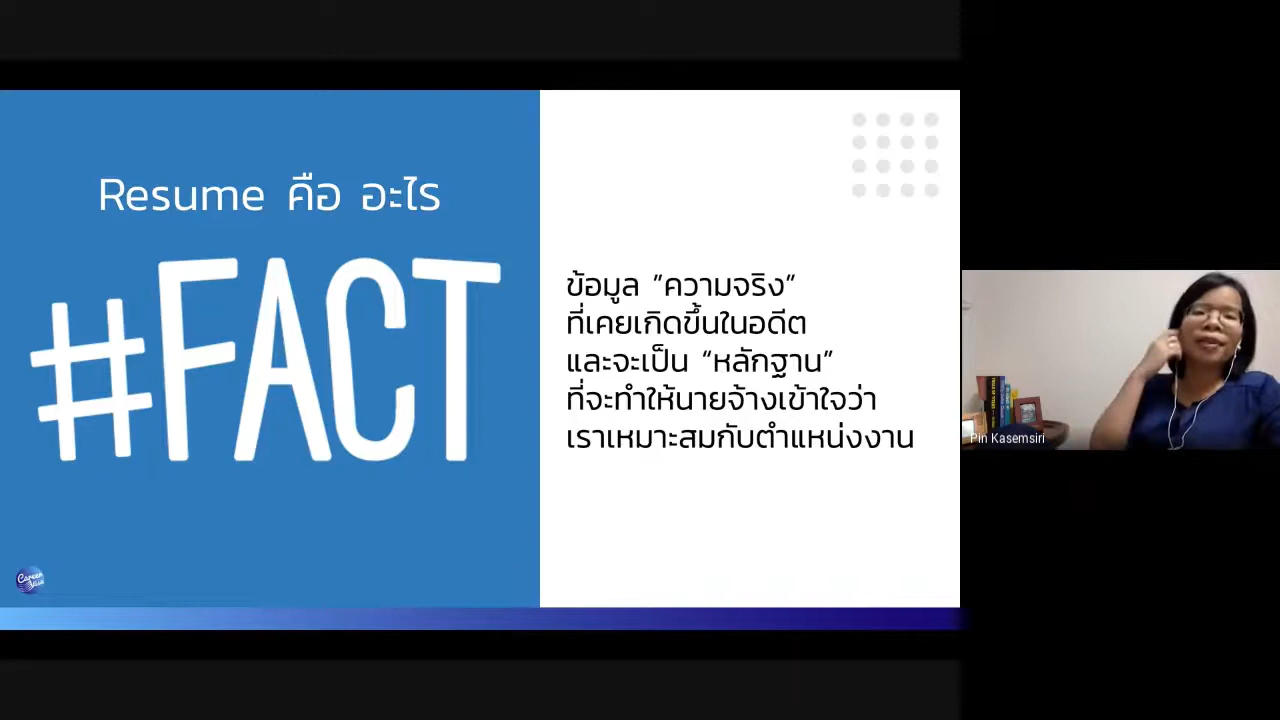 Resume คือ อะไร
#FACT
ข้อมูล “ความจริง”
ที่เคยเกิดขึ้นในอดีต
และจะเป็น “หลักฐาน”
ที่จะทำให้นายจ้างเข้าใจว่า
เราเหมาะสมกับตำแหน่งงาน
Pin Kasemsiri
Career